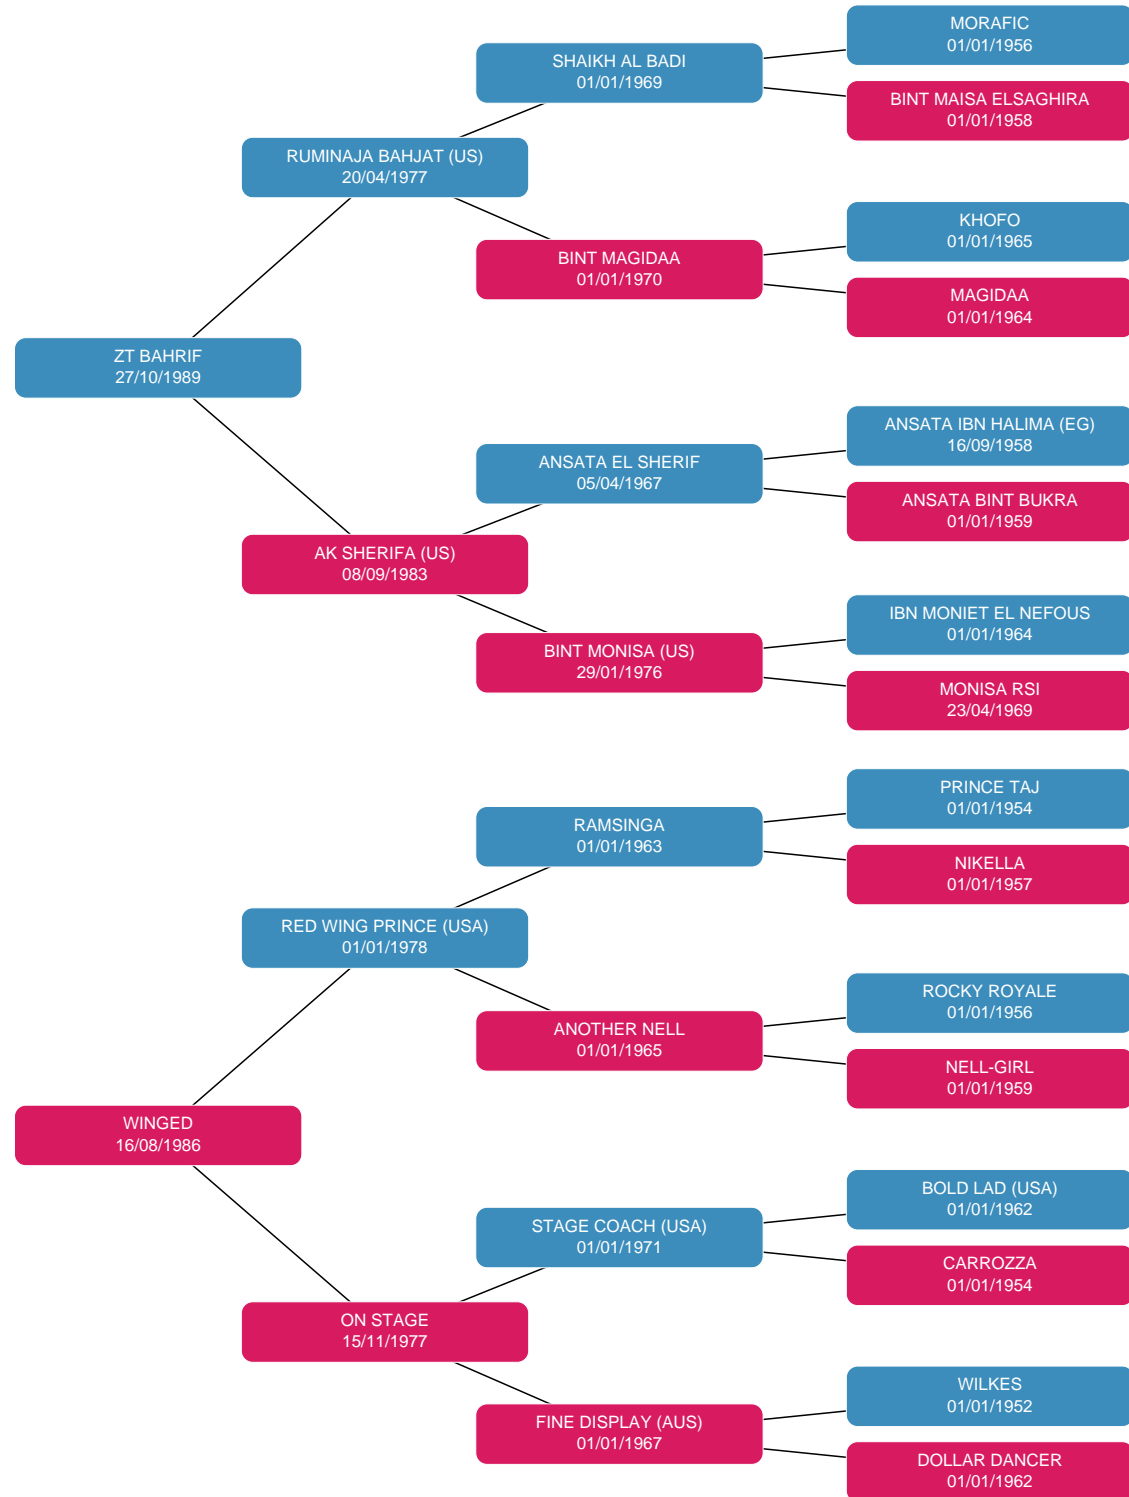 MORAFIC
01/01/1956
SHAIKH AL BADI
01/01/1969
BINT MAISA ELSAGHIRA
01/01/1958
RUMINAJA BAHJAT (US)
20/04/1977
KHOFO
01/01/1965
BINT MAGIDAA
01/01/1970
MAGIDAA
01/01/1964
ZT BAHRIF
27/10/1989
ANSATA IBN HALIMA (EG)
16/09/1958
ANSATA EL SHERIF
05/04/1967
ANSATA BINT BUKRA
01/01/1959
AK SHERIFA (US)
08/09/1983
IBN MONIET EL NEFOUS
01/01/1964
BINT MONISA (US)
29/01/1976
MONISA RSI
23/04/1969
PRINCE TAJ
01/01/1954
RAMSINGA
01/01/1963
NIKELLA
01/01/1957
RED WING PRINCE (USA)
01/01/1978
ROCKY ROYALE
01/01/1956
ANOTHER NELL
01/01/1965
NELL-GIRL
01/01/1959
WINGED
16/08/1986
BOLD LAD (USA)
01/01/1962
STAGE COACH (USA)
01/01/1971
CARROZZA
01/01/1954
ON STAGE
15/11/1977
WILKES
01/01/1952
FINE DISPLAY (AUS)
01/01/1967
DOLLAR DANCER
01/01/1962